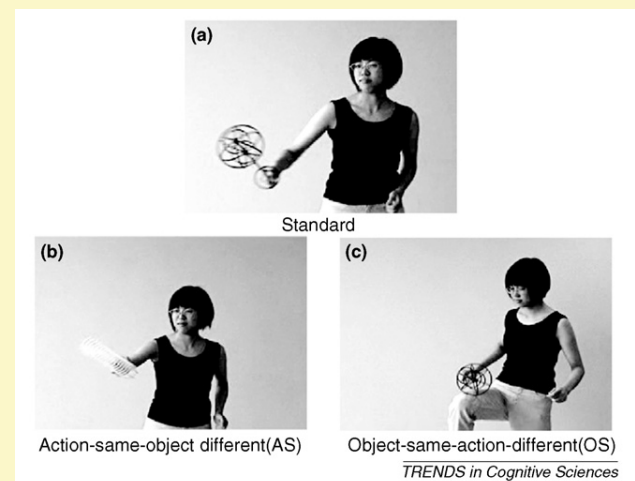 (a)
Standard
(b)
(c)
Action-same-object different(AS)
Object-same-action-different(OS)
TRENDS in Cognitive Sciences